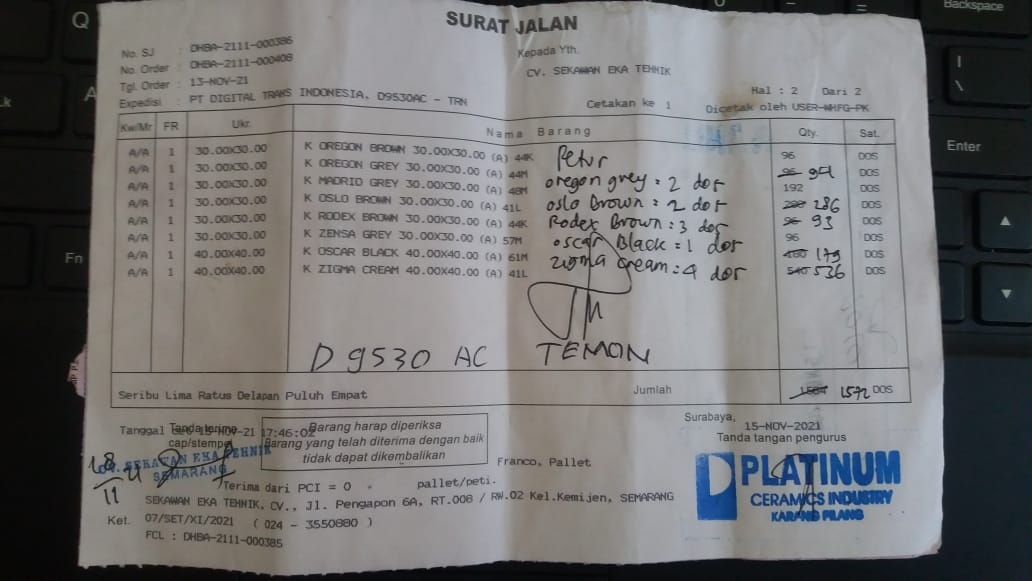 SURAT JALAN
No. SJ : DHBA-2111-000386
No. Order : DHBA-2111-000408
Tgl. Order : 13-NOV-21
Expedisi : PT DIGITAL TRANS INDONESIA, D9530AC - TRN
Kepada Yth.
CV. SEKAWAN EKA TEHNIK
Hal : 2 Dari 2
Cetakan ke 1 Dicetak oleh USER-WHFG-PK
Kw/Mr FR Ukr. Nama Barang Qty. Sat.
A/A 1 30.00X30.00 K OREGON BROWN 30.00X30.00 (A) 44K 96 DOS
A/A 1 30.00X30.00 K OREGON GREY 30.00X30.00 (A) 44M 96 94 DOS
A/A 1 30.00X30.00 K MADRID GREY 30.00X30.00 (A) 48M 192 DOS
A/A 1 30.00X30.00 K OSLO BROWN 30.00X30.00 (A) 41L 288 286 DOS
A/A 1 30.00X30.00 K RODEX BROWN 30.00X30.00 (A) 44K 96 93 DOS
A/A 1 30.00X30.00 K ZENSA GREY 30.00X30.00 (A) 57M 96 DOS
A/A 1 40.00X40.00 K OSCAR BLACK 40.00X40.00 (A) 61M 180 179 DOS
A/A 1 40.00X40.00 K ZIGMA CREAM 40.00X40.00 (A) 41L 540 536 DOS
Retur
oregon grey = 2 dos
oslo Brown = 2 dos
Rodex Brown = 3 dos
oscar Black = 1 dos
zigma cream = 4 dos
D 9530 AC TEMON
Seribu Lima Ratus Delapan Puluh Empat Jumlah 1584 1572 DOS
Tanggal cet 15-NOV-21 17:46:02
Tanda terima
cap/stempel
CV. SEKAWAN EKA TEHNIK
SEMARANG
18/11 21
Barang harap diperiksa
Barang yang telah diterima dengan baik
tidak dapat dikembalikan
Surabaya,
15-NOV-2021
Tanda tangan pengurus
Franco, Pallet
Terima dari PCI = 0 pallet/peti.
SEKAWAN EKA TEHNIK, CV., Jl. Pengapon 6A, RT.008 / RW.02 Kel.Kemijen, SEMARANG
Ket. 07/SET/XI/2021 ( 024 - 3550880 )
FCL : DHBA-2111-000385
PLATINUM
CERAMICS INDUSTRY
KARANG PILANG
Q
A
Fn
Backspace
\
Enter